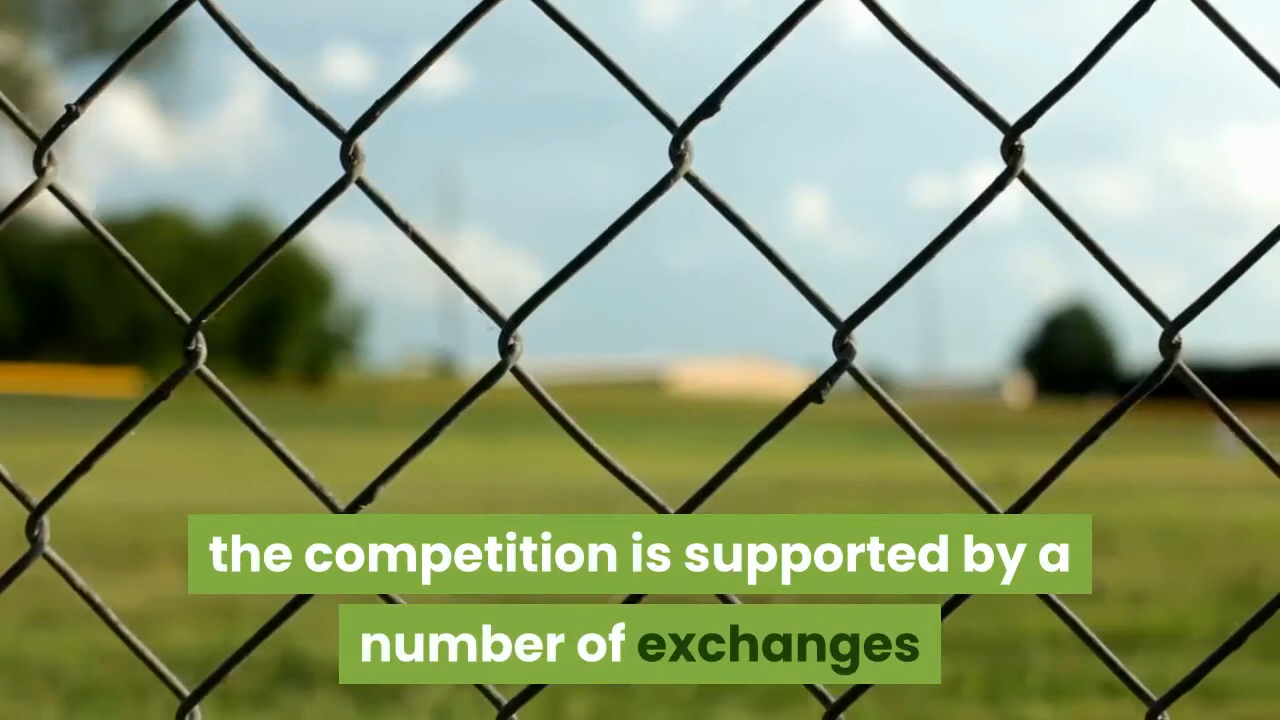 the competition is supported by a
number of exchanges